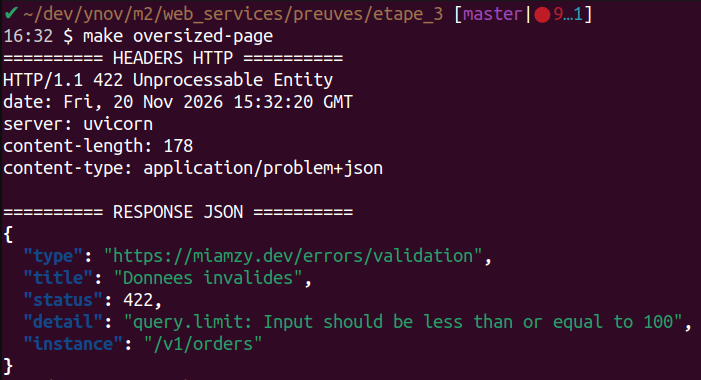 ✔ ~/dev/ynov/m2/web_services/preuves/etape_3 [master|●9…1]
16:32 $ make oversized-page
========== HEADERS HTTP ==========
HTTP/1.1 422 Unprocessable Entity
date: Fri, 20 Nov 2026 15:32:20 GMT
server: uvicorn
content-length: 178
content-type: application/problem+json
========== RESPONSE JSON ==========
{
  "type": "https://miamzy.dev/errors/validation",
  "title": "Donnees invalides",
  "status": 422,
  "detail": "query.limit: Input should be less than or equal to 100",
  "instance": "/v1/orders"
}